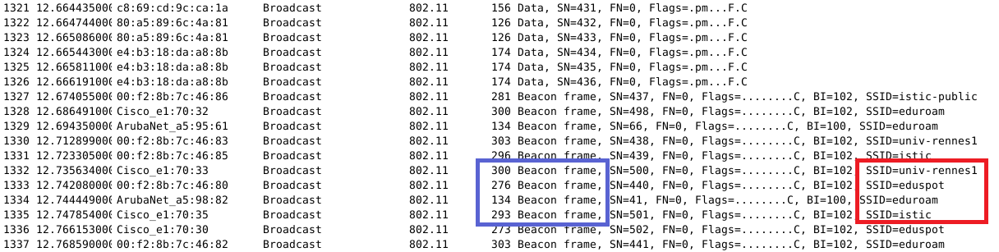 1321 12.664435000 c8:69:cd:9c:ca:1a Broadcast 802.11 156 Data, SN=431, FN=0, Flags=.pm...F.C
1322 12.664744000 80:a5:89:6c:4a:81 Broadcast 802.11 126 Data, SN=432, FN=0, Flags=.pm...F.C
1323 12.665086000 80:a5:89:6c:4a:81 Broadcast 802.11 126 Data, SN=433, FN=0, Flags=.pm...F.C
1324 12.665443000 e4:b3:18:da:a8:8b Broadcast 802.11 174 Data, SN=434, FN=0, Flags=.pm...F.C
1325 12.665811000 e4:b3:18:da:a8:8b Broadcast 802.11 174 Data, SN=435, FN=0, Flags=.pm...F.C
1326 12.666191000 e4:b3:18:da:a8:8b Broadcast 802.11 174 Data, SN=436, FN=0, Flags=.pm...F.C
1327 12.674055000 00:f2:8b:7c:46:86 Broadcast 802.11 281 Beacon frame, SN=437, FN=0, Flags=........C, BI=102, SSID=istic-public
1328 12.686491000 Cisco_e1:70:32 Broadcast 802.11 300 Beacon frame, SN=498, FN=0, Flags=........C, BI=102, SSID=eduroam
1329 12.694350000 ArubaNet_a5:95:61 Broadcast 802.11 134 Beacon frame, SN=66, FN=0, Flags=........C, BI=100, SSID=eduroam
1330 12.712899000 00:f2:8b:7c:46:83 Broadcast 802.11 303 Beacon frame, SN=438, FN=0, Flags=........C, BI=102, SSID=univ-rennes1
1331 12.723305000 00:f2:8b:7c:46:85 Broadcast 802.11 296 Beacon frame, SN=439, FN=0, Flags=........C, BI=102, SSID=istic
1332 12.735634000 Cisco_e1:70:33 Broadcast 802.11 300 Beacon frame, SN=500, FN=0, Flags=........C, BI=102, SSID=univ-rennes1
1333 12.742080000 00:f2:8b:7c:46:80 Broadcast 802.11 276 Beacon frame, SN=440, FN=0, Flags=........C, BI=102, SSID=eduspot
1334 12.744449000 ArubaNet_a5:98:82 Broadcast 802.11 134 Beacon frame, SN=41, FN=0, Flags=........C, BI=100, SSID=eduroam
1335 12.747854000 Cisco_e1:70:35 Broadcast 802.11 293 Beacon frame, SN=501, FN=0, Flags=........C, BI=102, SSID=istic
1336 12.766153000 Cisco_e1:70:30 Broadcast 802.11 273 Beacon frame, SN=502, FN=0, Flags=........C, BI=102, SSID=eduspot
1337 12.768590000 00:f2:8b:7c:46:82 Broadcast 802.11 303 Beacon frame, SN=441, FN=0, Flags=........C, BI=102, SSID=eduroam